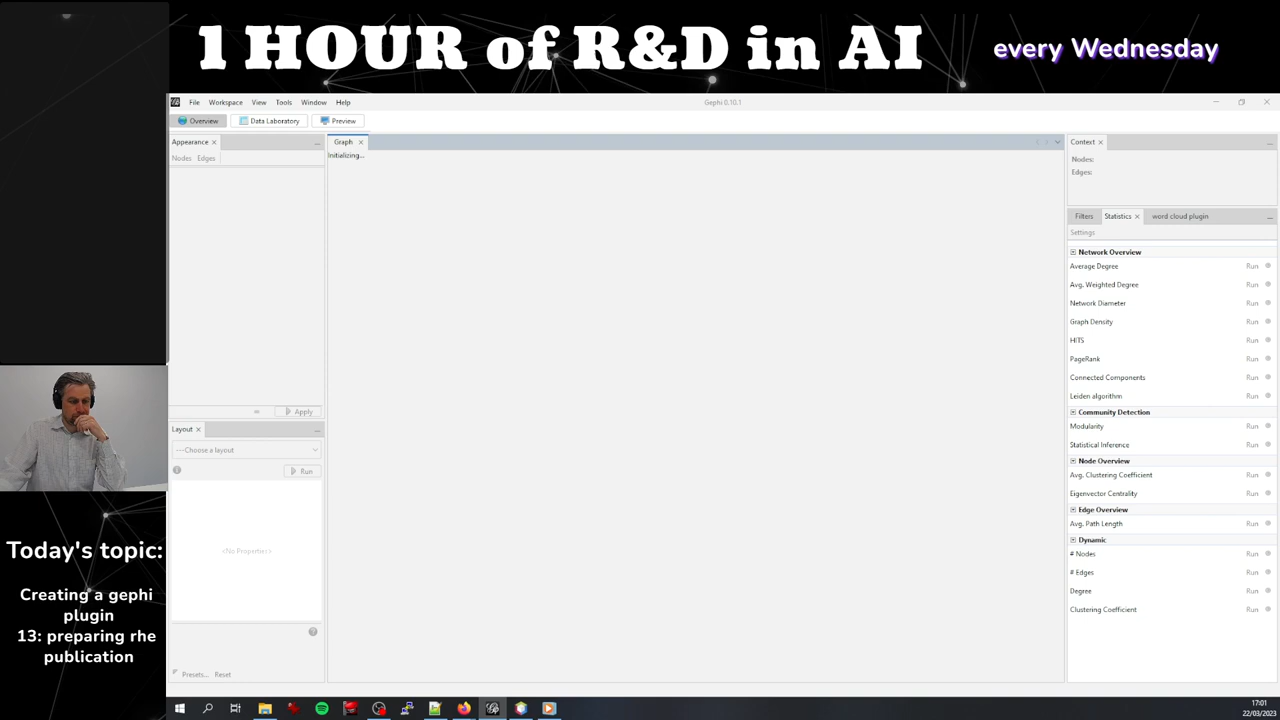 1 HOUR of R&D in AI
every Wednesday
File Workspace View Tools Window Help
Gephi 0.10.1
Overview
Data Laboratory
Preview
Appearance
Nodes Edges
Apply
Layout
---Choose a layout
Run
<No Properties>
Presets... Reset
Graph
Initializing...
Context
Nodes:
Edges:
Filters Statistics word cloud plugin
Settings
Network Overview
Average Degree Run
Avg. Weighted Degree Run
Network Diameter Run
Graph Density Run
HITS Run
PageRank Run
Connected Components Run
Leiden algorithm Run
Community Detection
Modularity Run
Statistical Inference Run
Node Overview
Avg. Clustering Coefficient Run
Eigenvector Centrality Run
Edge Overview
Avg. Path Length Run
Dynamic
# Nodes Run
# Edges Run
Degree Run
Clustering Coefficient Run
Today's topic:
Creating a gephi
plugin
13: preparing rhe
publication
17:01
22/03/2023